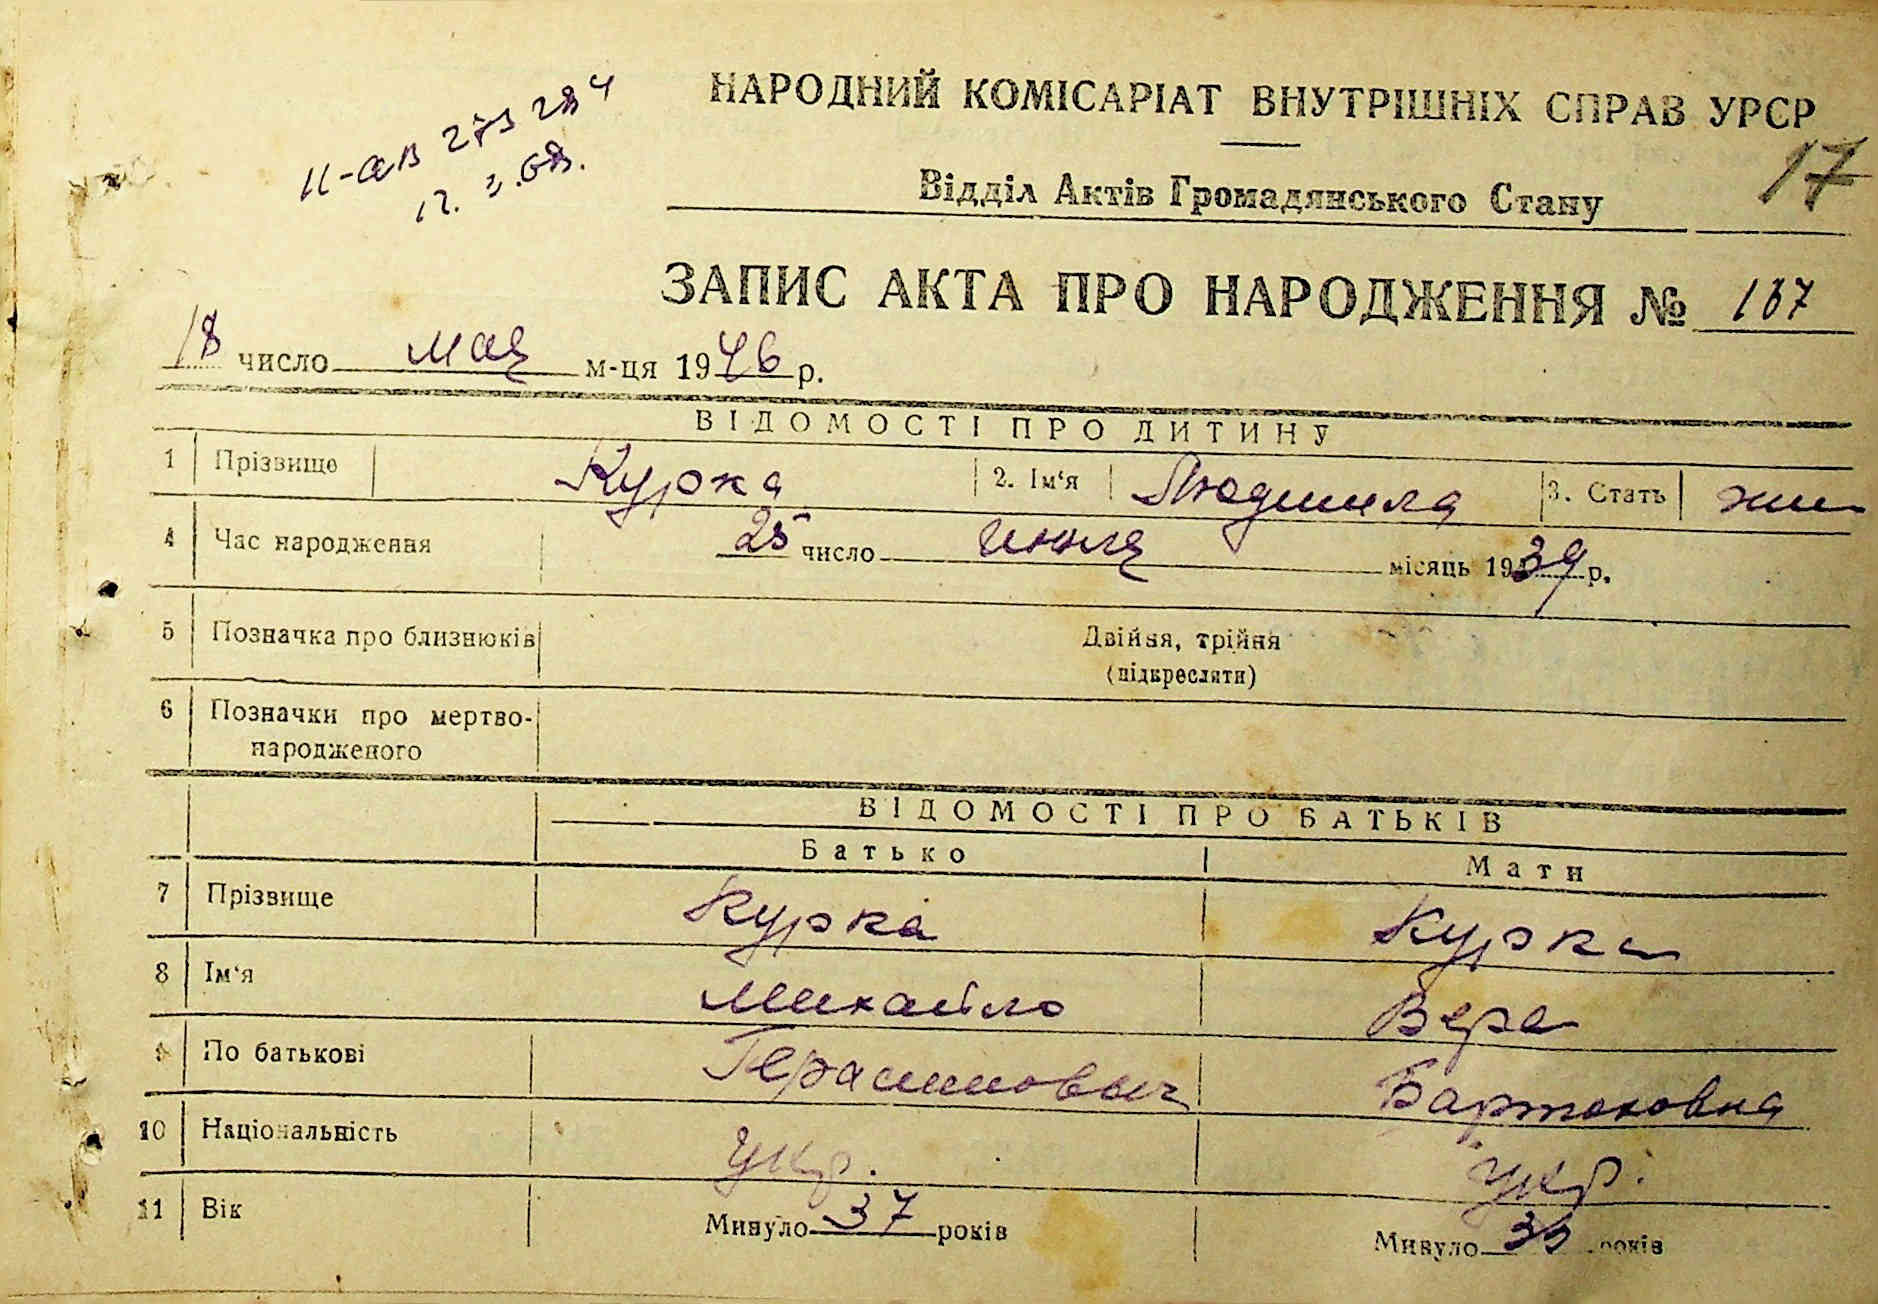 НАРОДНИЙ КОМІСАРІАТ ВНУТРІШНІХ СПРАВ УРСР
17
Відділ Актів Громадянського Стану
ЗАПИС АКТА ПРО НАРОДЖЕННЯ № 167
18 число мая м-ця 1946 р.
ВІДОМОСТІ ПРО ДИТИНУ
1 Прізвище Курка 2. Ім‘я Людмила 3. Стать жен
4 Час народження 25 число июля місяць 1939 р.
5 Позначка про близнюків Двійня, трійня
(підкреслити)
6 Позначки про мертво-
народженого
ВІДОМОСТІ ПРО БАТЬКІВ
Батько Мати
7 Прізвище Курка Курка
8 Ім‘я Михайло Вера
9 По батькові Герасимович
10 Національність укр. укр.
11 Вік Минуло 37 років Минуло років